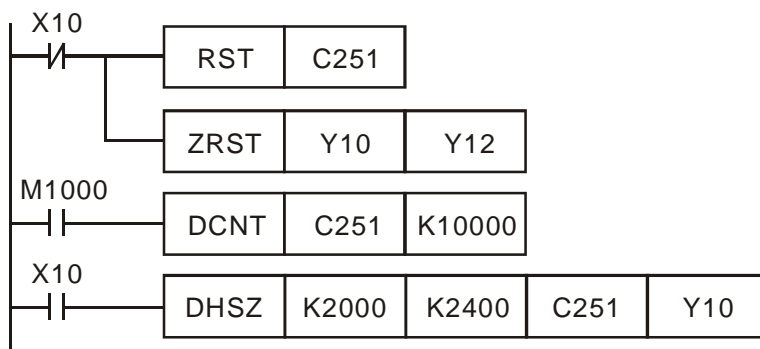 X10
RST C251
ZRST Y10 Y12
M1000
DCNT C251 K10000
X10
DHSZ K2000 K2400 C251 Y10